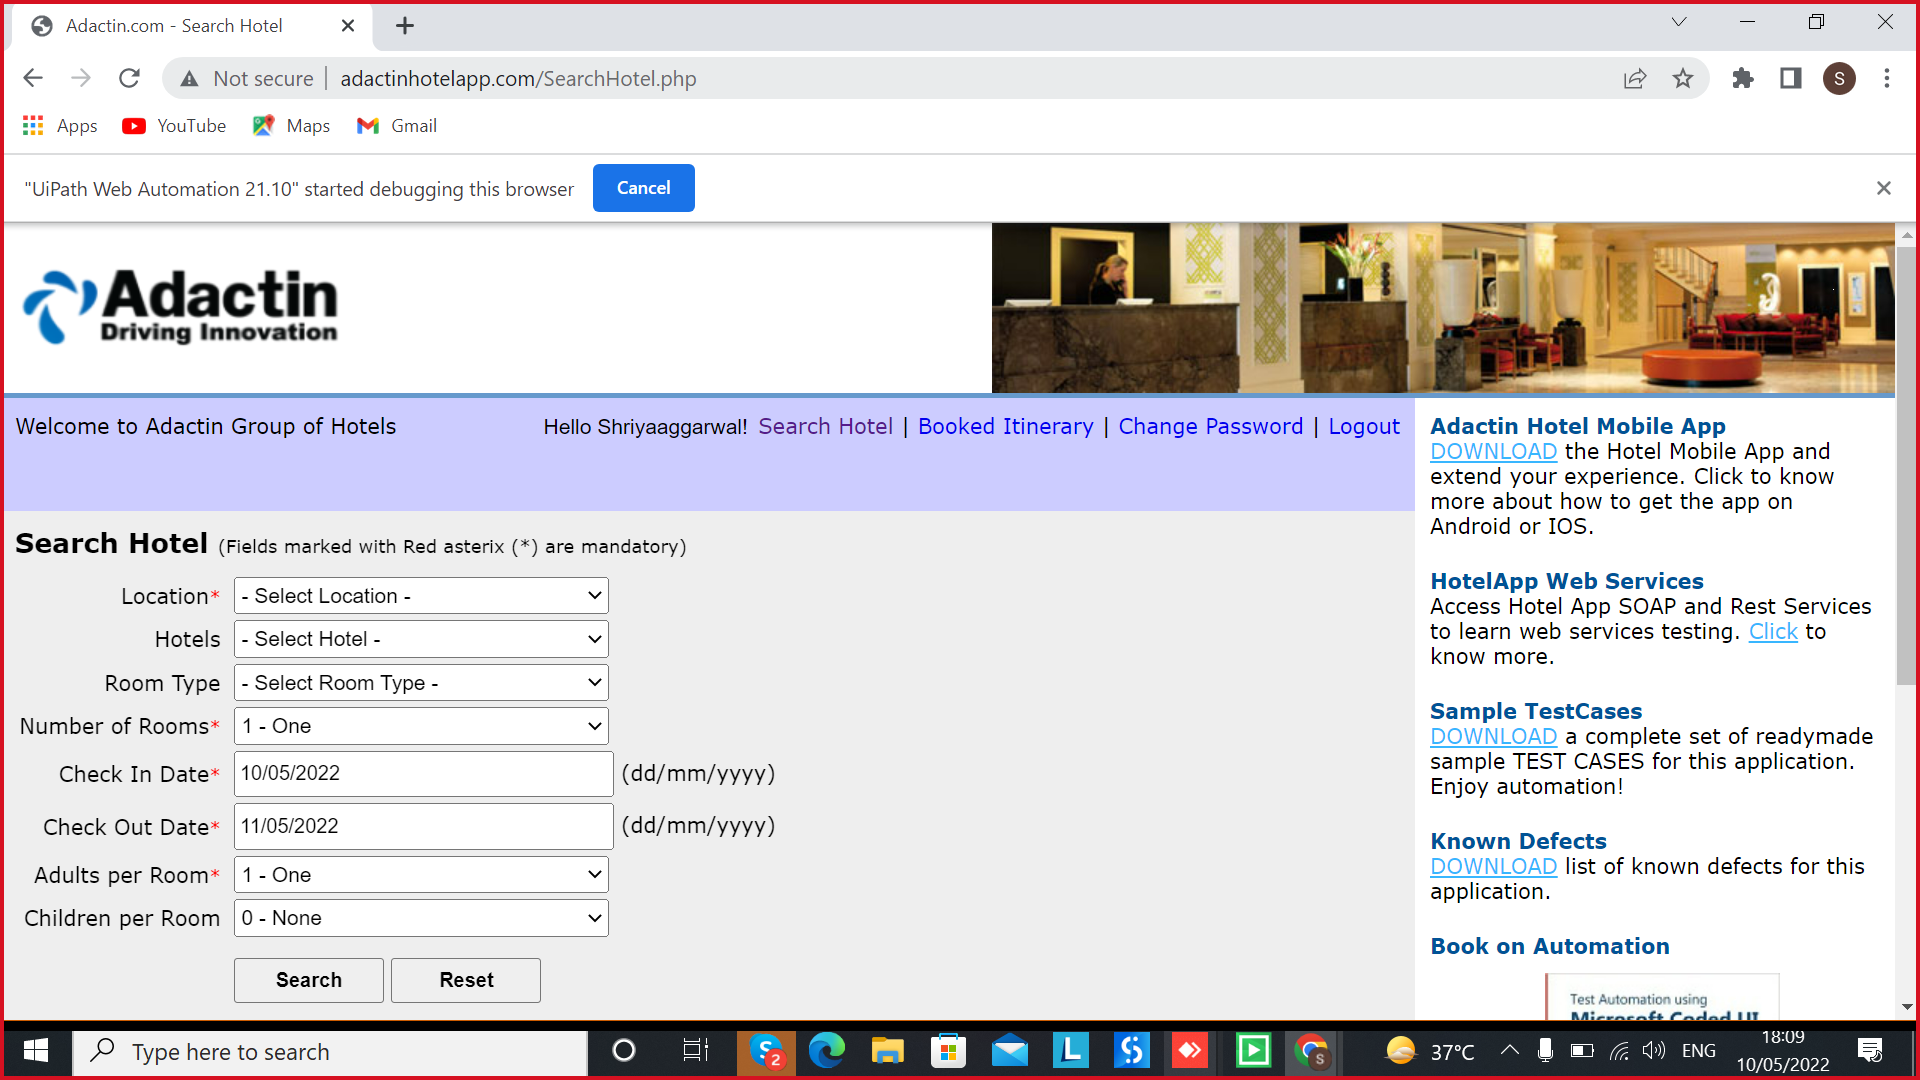 Adactin.com - Search Hotel
Not secure | adactinhotelapp.com/SearchHotel.php
S
Apps YouTube Maps Gmail
"UiPath Web Automation 21.10" started debugging this browser Cancel
Adactin
Driving Innovation
Welcome to Adactin Group of Hotels
Hello Shriyaaggarwal! Search Hotel | Booked Itinerary | Change Password | Logout
Search Hotel (Fields marked with Red asterix (*) are mandatory)
Location* - Select Location -
Hotels - Select Hotel -
Room Type - Select Room Type -
Number of Rooms* 1 - One
Check In Date* 10/05/2022 (dd/mm/yyyy)
Check Out Date* 11/05/2022 (dd/mm/yyyy)
Adults per Room* 1 - One
Children per Room 0 - None
Search Reset
Adactin Hotel Mobile App
DOWNLOAD the Hotel Mobile App and
extend your experience. Click to know
more about how to get the app on
Android or IOS.
HotelApp Web Services
Access Hotel App SOAP and Rest Services
to learn web services testing. Click to
know more.
Sample TestCases
DOWNLOAD a complete set of readymade
sample TEST CASES for this application.
Enjoy automation!
Known Defects
DOWNLOAD list of known defects for this
application.
Book on Automation
Test Automation using
Microsoft Coded UI
Type here to search
2
L
S
37°C
ENG
18:09
10/05/2022